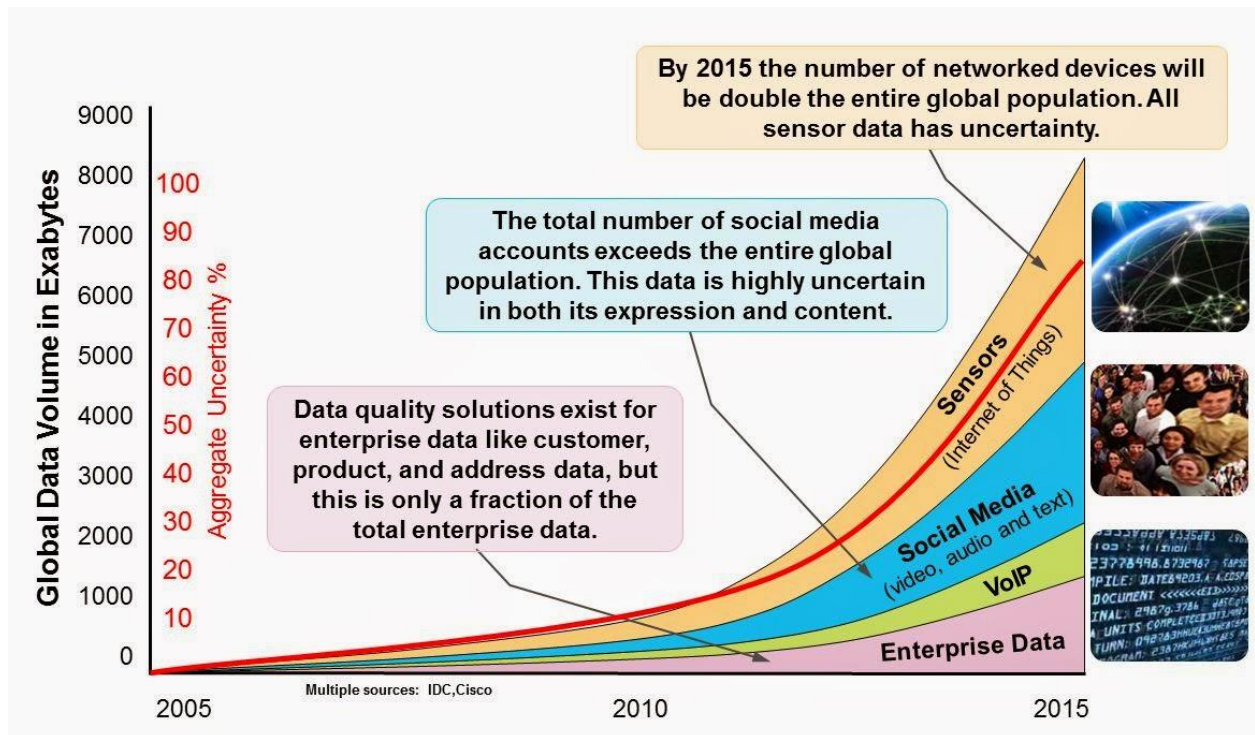 By 2015 the number of networked devices will
be double the entire global population. All
sensor data has uncertainty.
The total number of social media
accounts exceeds the entire global
population. This data is highly uncertain
in both its expression and content.
Data quality solutions exist for
enterprise data like customer,
product, and address data, but
this is only a fraction of the
total enterprise data.
Global Data Volume in Exabytes
9000
8000
7000
6000
5000
4000
3000
2000
1000
0
Aggregate Uncertainty %
100
90
80
70
60
50
40
30
20
10
Sensors
(Internet of Things)
Social Media
(video, audio and text)
VoIP
Enterprise Data
Multiple sources: IDC,Cisco
2005
2010
2015